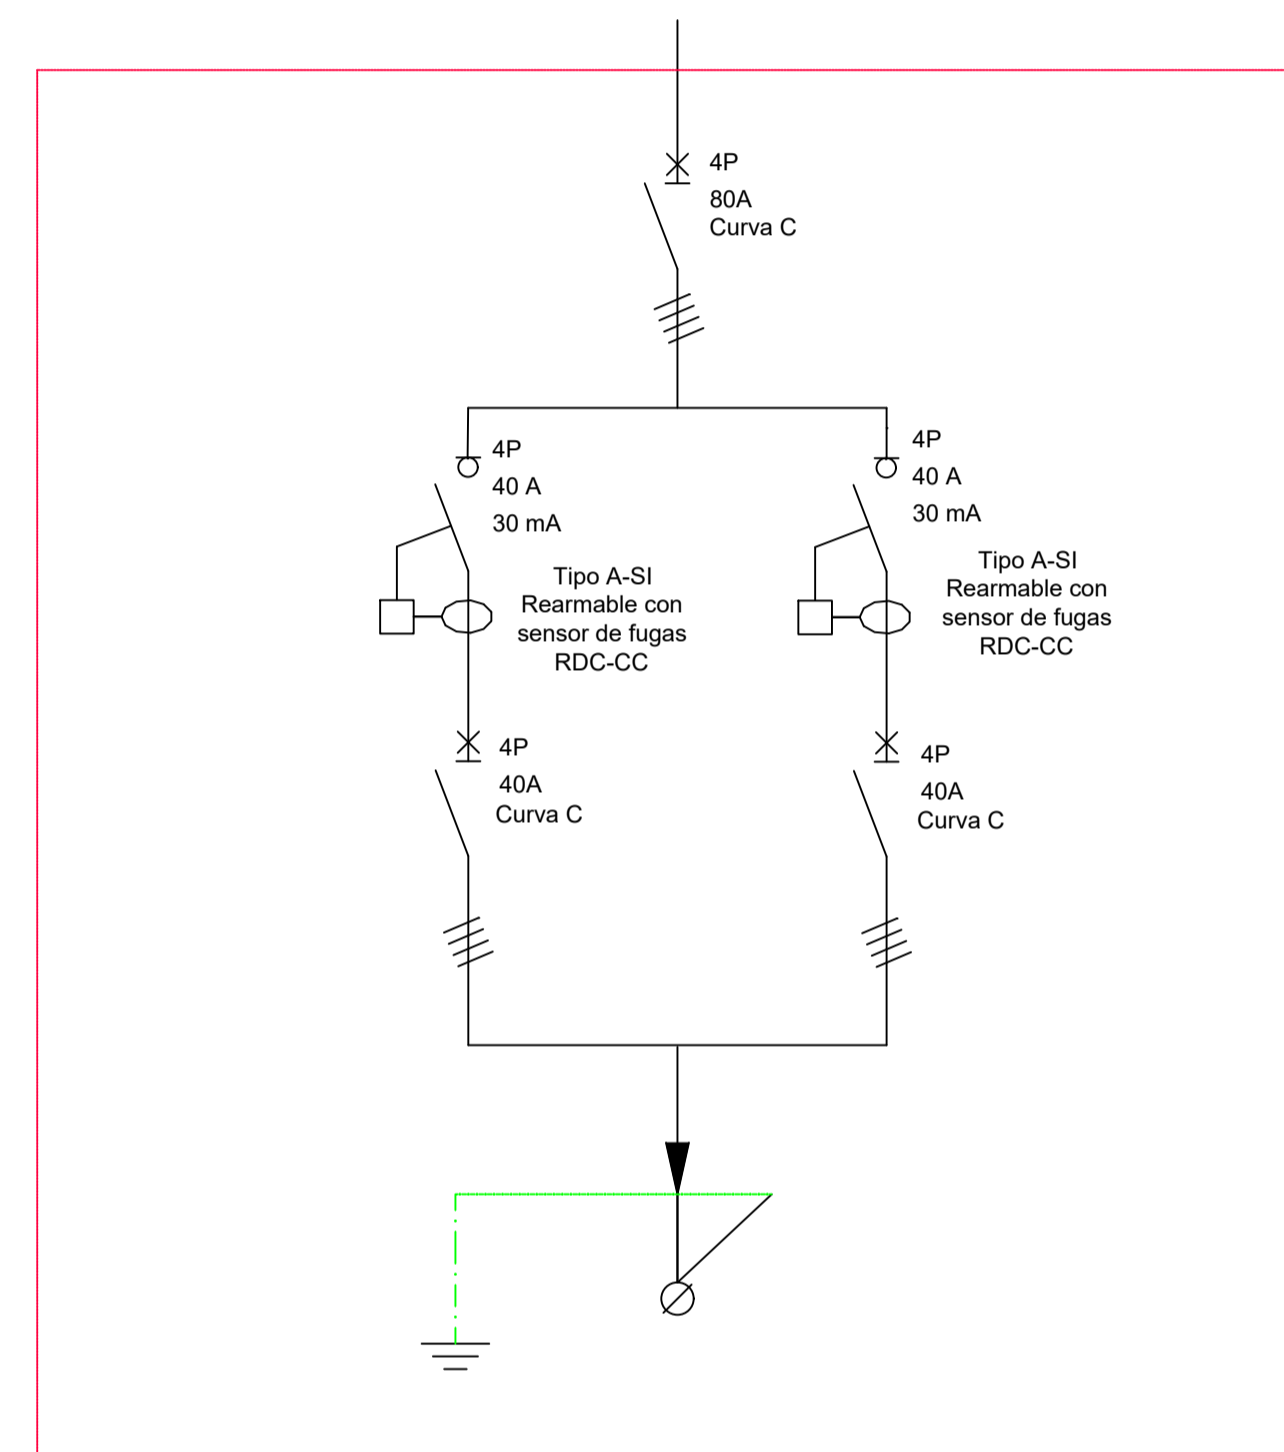 4P
80A
Curva C
4P
40 A
30 mA
Tipo A-SI
Rearmable con
sensor de fugas
RDC-CC
4P
40 A
30 mA
Tipo A-SI
Rearmable con
sensor de fugas
RDC-CC
4P
40A
Curva C
4P
40A
Curva C